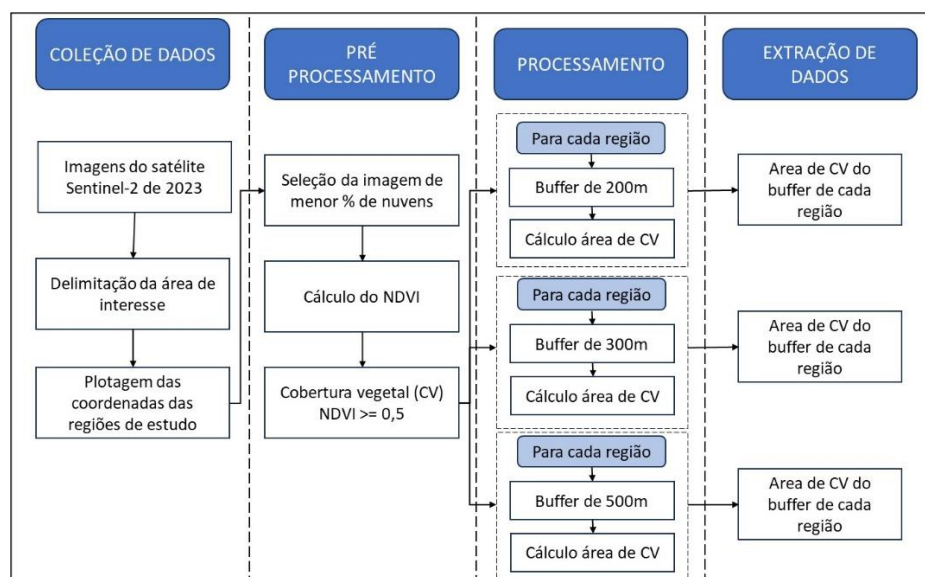 COLEÇÃO DE DADOS
PRÉ
PROCESSAMENTO
PROCESSAMENTO
EXTRAÇÃO DE
DADOS
Imagens do satélite
Sentinel-2 de 2023
Delimitação da área de
interesse
Plotagem das
coordenadas das
regiões de estudo
Seleção da imagem de
menor % de nuvens
Cálculo do NDVI
Cobertura vegetal (CV)
NDVI >= 0,5
Para cada região
Buffer de 200m
Cálculo área de CV
Para cada região
Buffer de 300m
Cálculo área de CV
Para cada região
Buffer de 500m
Cálculo área de CV
Area de CV do
buffer de cada
região
Area de CV do
buffer de cada
região
Area de CV do
buffer de cada
região